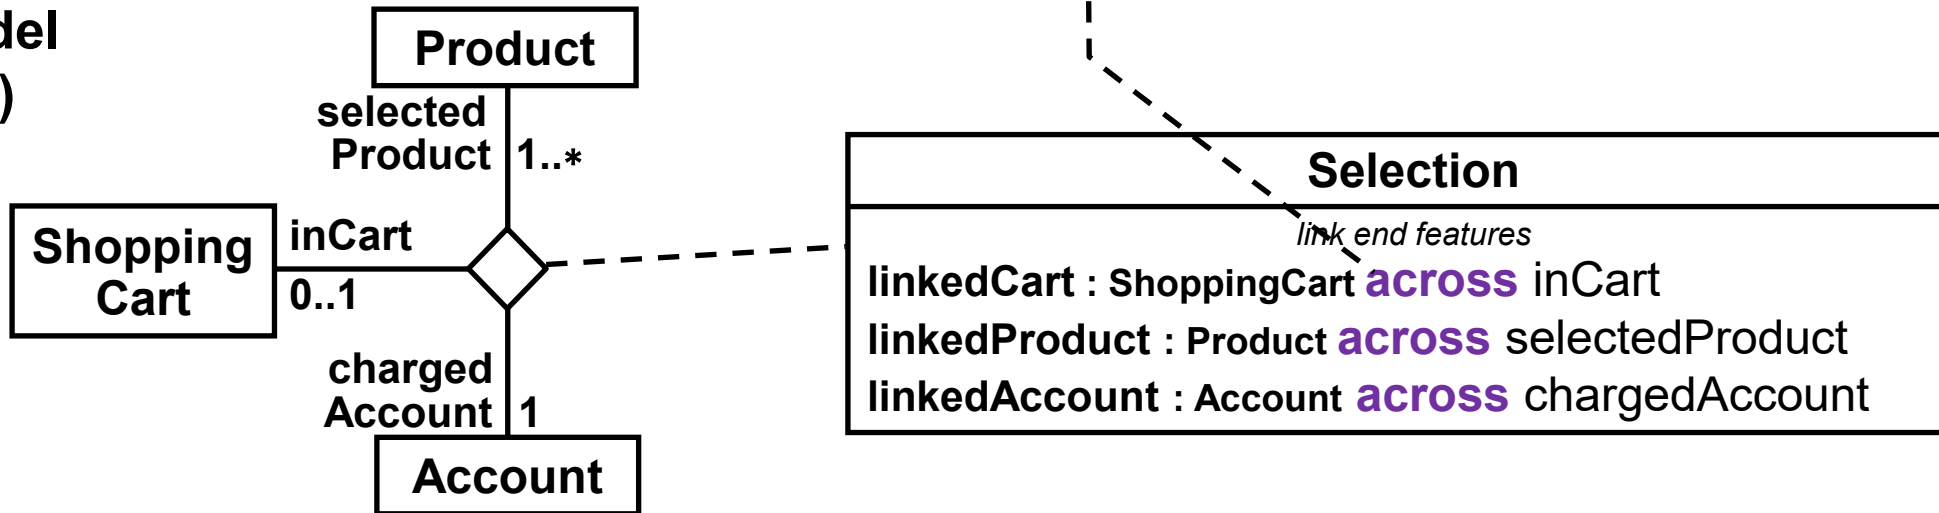 del
)
Product
selected
Product 1..*
Shopping
Cart
inCart
0..1
charged
Account 1
Account
Selection
link end features
linkedCart : ShoppingCart across inCart
linkedProduct : Product across selectedProduct
linkedAccount : Account across chargedAccount